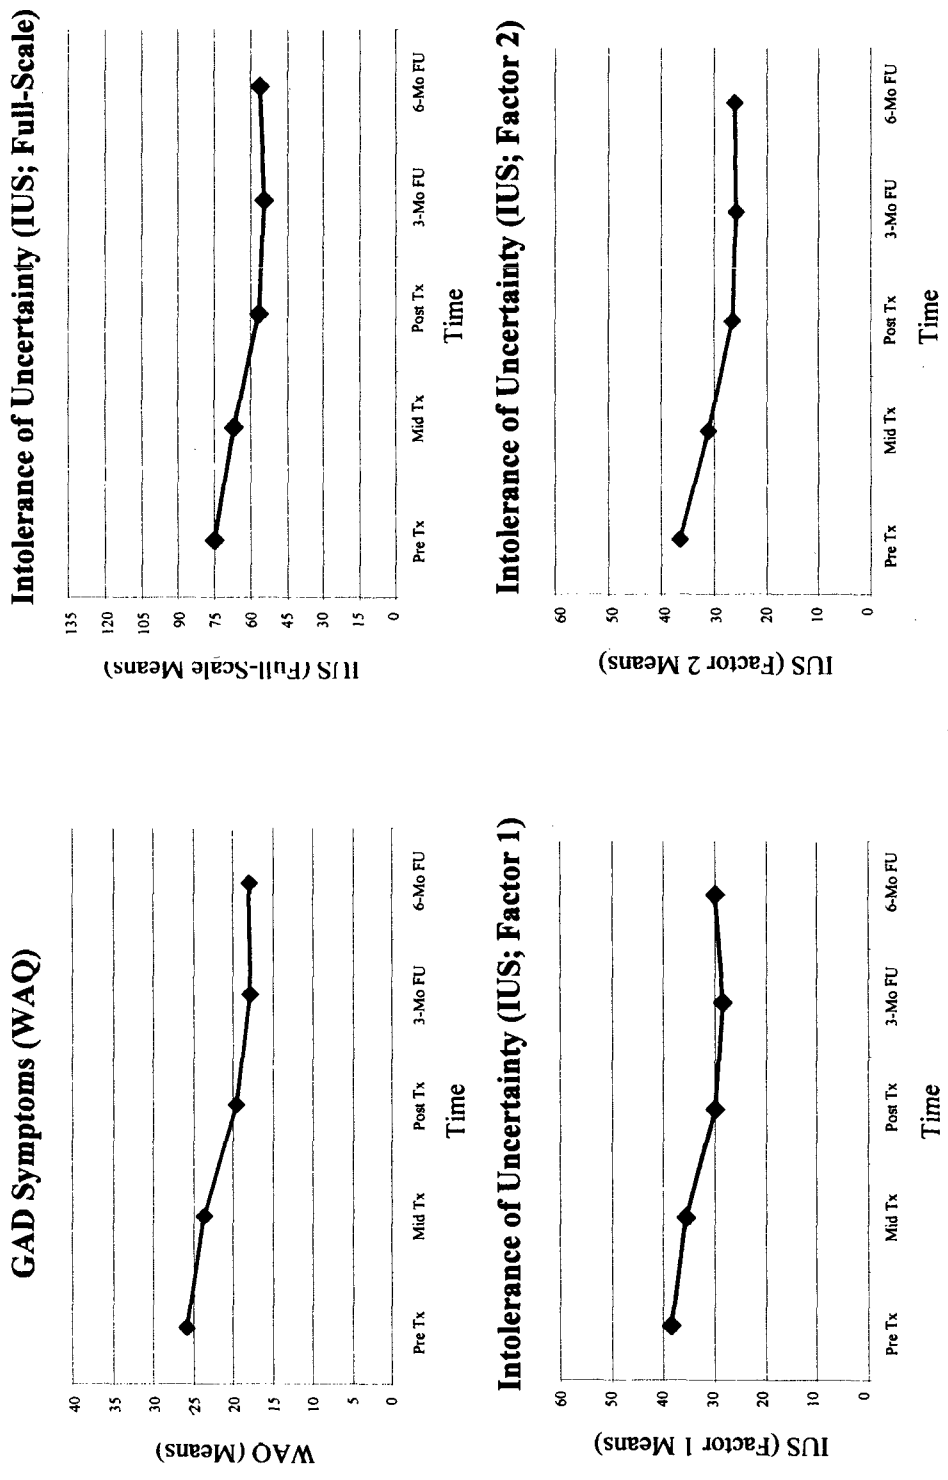 GAD Symptoms (WAQ)
WAQ (Means)
40
35
30
25
20
15
10
5
0
Pre Tx
Mid Tx
Post Tx
3-Mo FU
6-Mo FU
Time
Intolerance of Uncertainty (IUS; Full-Scale)
IUS (Full-Scale Means)
135
120
105
90
75
60
45
30
15
0
Pre Tx
Mid Tx
Post Tx
3-Mo FU
6-Mo FU
Time
Intolerance of Uncertainty (IUS; Factor 1)
IUS (Factor 1 Means)
60
50
40
30
20
10
0
Pre Tx
Mid Tx
Post Tx
3-Mo FU
6-Mo FU
Time
Intolerance of Uncertainty (IUS; Factor 2)
IUS (Factor 2 Means)
60
50
40
30
20
10
0
Pre Tx
Mid Tx
Post Tx
3-Mo FU
6-Mo FU
Time